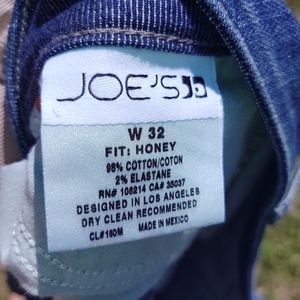 JOE'S
W 32
FIT: HONEY
98% COTTON/COTON
2% ELASTANE
RN# 106214 CA# 35037
DESIGNED IN LOS ANGELES
DRY CLEAN RECOMMENDED
CL#160M MADE IN MEXICO